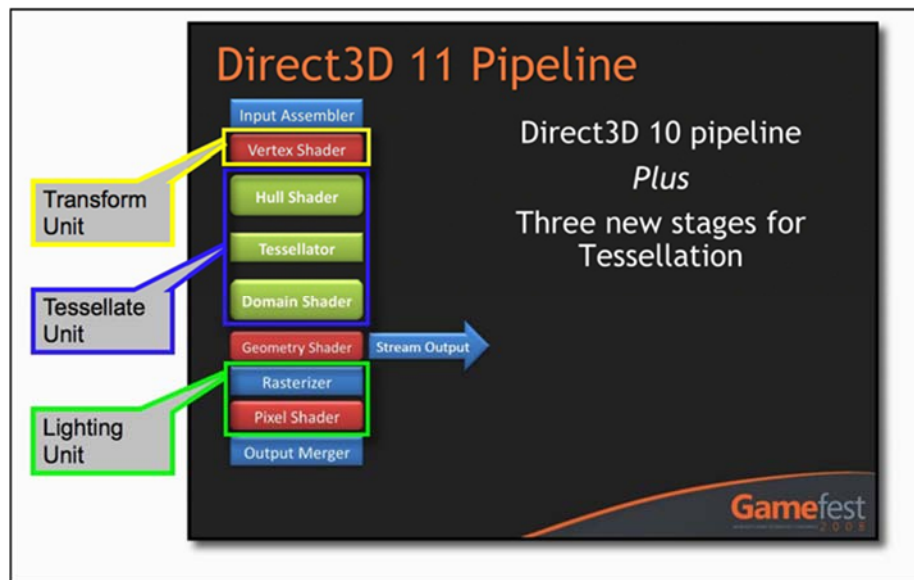 Direct3D 11 Pipeline
Input Assembler
Vertex Shader
Hull Shader
Tessellator
Domain Shader
Geometry Shader
Stream Output
Rasterizer
Pixel Shader
Output Merger
Direct3D 10 pipeline
Plus
Three new stages for
Tessellation
Transform
Unit
Tessellate
Unit
Lighting
Unit
Gamefest
2008